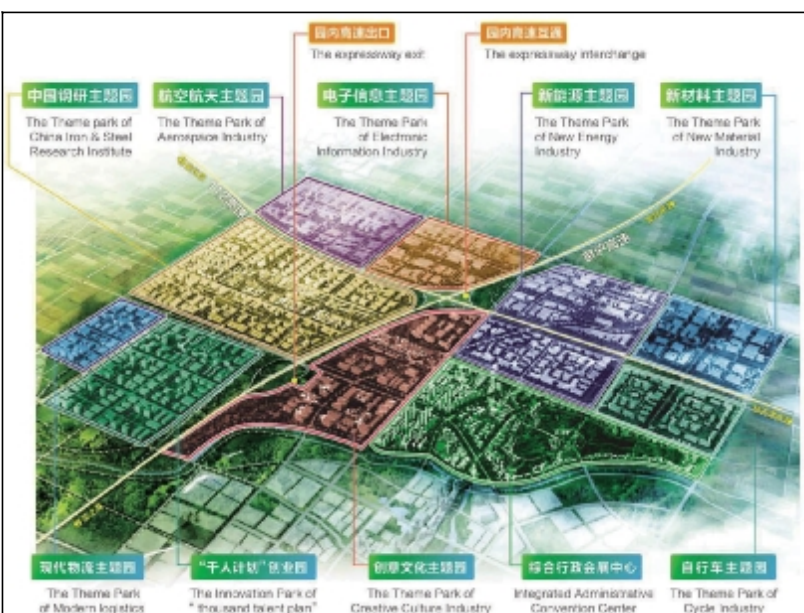 园内高速出口
园内高速互通
The expressway exit
The expressway interchange
中国钢研主题园
航空航天主题园
电子信息主题园
新能源主题园
新材料主题园
The Theme park of
China Iron & Steel
Research Institute
The Theme Park of
Aerospace Industry
The Theme Park
of Electronic
Information Industry
The Theme Park
of New Energy
Industry
The Theme Park
of New Material
Industry
现代物流主题园
“千人计划”创业园
创意文化主题园
综合行政会展中心
自行车主题园
The Theme Park
of Modern logistics
The Innovation Park of
“thousand talent plan”
The Theme Park of
Creative Culture Industry
Integrated Administrative
Convention Center
The Theme Park of
Cycle Industry